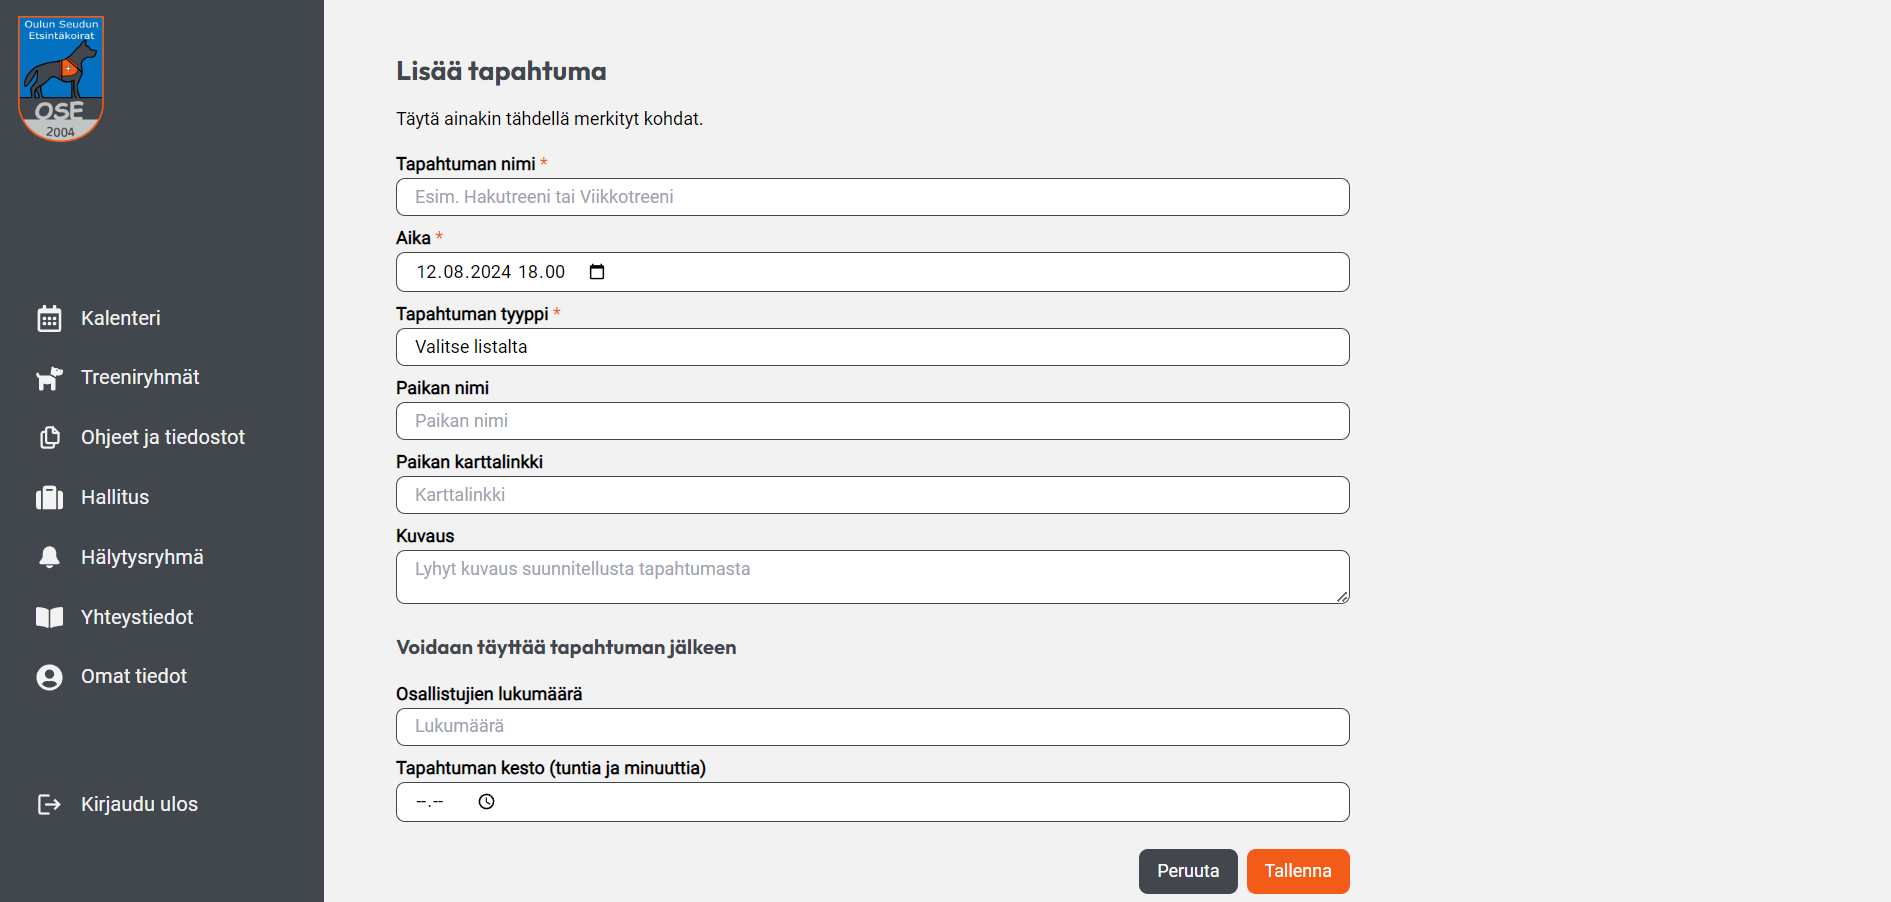 Oulun Seudun
Etsintäkoirat
OSE
2004
Kalenteri
Treeniryhmät
Ohjeet ja tiedostot
Hallitus
Hälytysryhmä
Yhteystiedot
Omat tiedot
Kirjaudu ulos
Lisää tapahtuma
Täytä ainakin tähdellä merkityt kohdat.
Tapahtuman nimi *
Esim. Hakutreeni tai Viikkotreeni
Aika *
12.08.2024 18.00
Tapahtuman tyyppi *
Valitse listalta
Paikan nimi
Paikan nimi
Paikan karttalinkki
Karttalinkki
Kuvaus
Lyhyt kuvaus suunnitellusta tapahtumasta
Voidaan täyttää tapahtuman jälkeen
Osallistujien lukumäärä
Lukumäärä
Tapahtuman kesto (tuntia ja minuuttia)
--.--
Peruuta
Tallenna